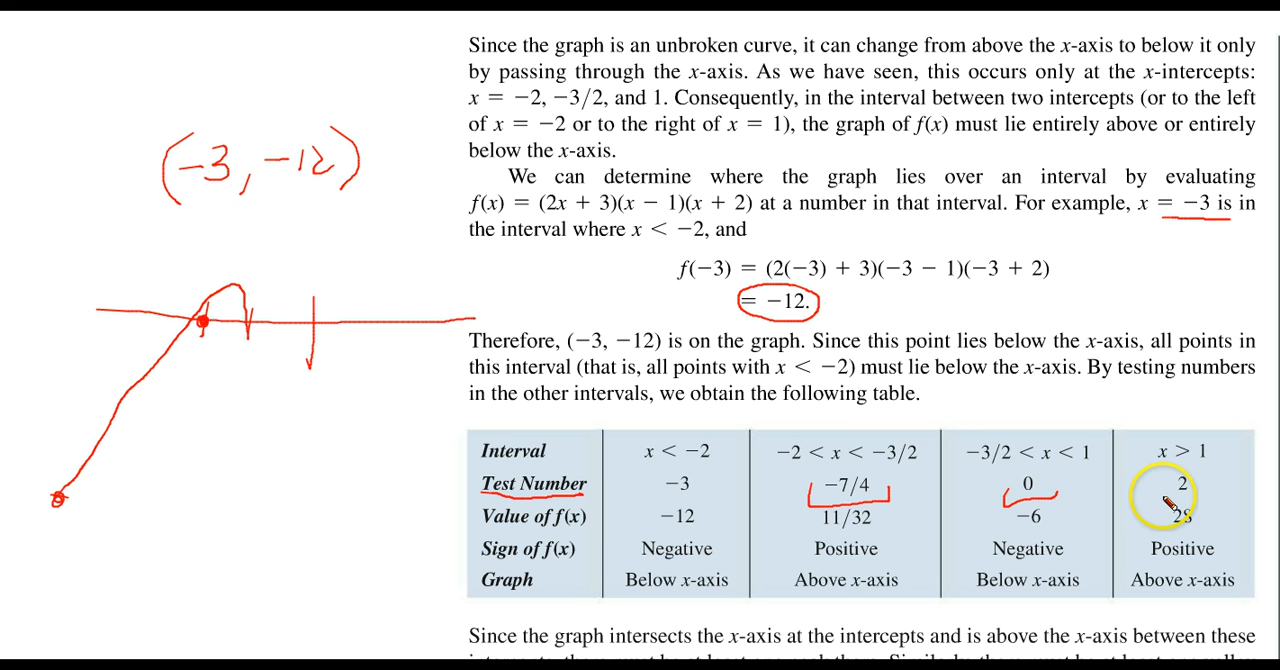 (-3, -12)
Since the graph is an unbroken curve, it can change from above the x-axis to below it only
by passing through the x-axis. As we have seen, this occurs only at the x-intercepts:
x = −2, −3/2, and 1. Consequently, in the interval between two intercepts (or to the left
of x = −2 or to the right of x = 1), the graph of f(x) must lie entirely above or entirely
below the x-axis.
We can determine where the graph lies over an interval by evaluating
f(x) = (2x + 3)(x − 1)(x + 2) at a number in that interval. For example, x = −3 is in
the interval where x < −2, and
f(−3) = (2(−3) + 3)(−3 − 1)(−3 + 2)
= −12.
Therefore, (−3, −12) is on the graph. Since this point lies below the x-axis, all points in
this interval (that is, all points with x < −2) must lie below the x-axis. By testing numbers
in the other intervals, we obtain the following table.
Interval x < −2 −2 < x < −3/2 −3/2 < x < 1 x > 1
Test Number −3 −7/4 0 2
Value of f(x) −12 11/32 −6 28
Sign of f(x) Negative Positive Negative Positive
Graph Below x-axis Above x-axis Below x-axis Above x-axis
Since the graph intersects the x-axis at the intercepts and is above the x-axis between these